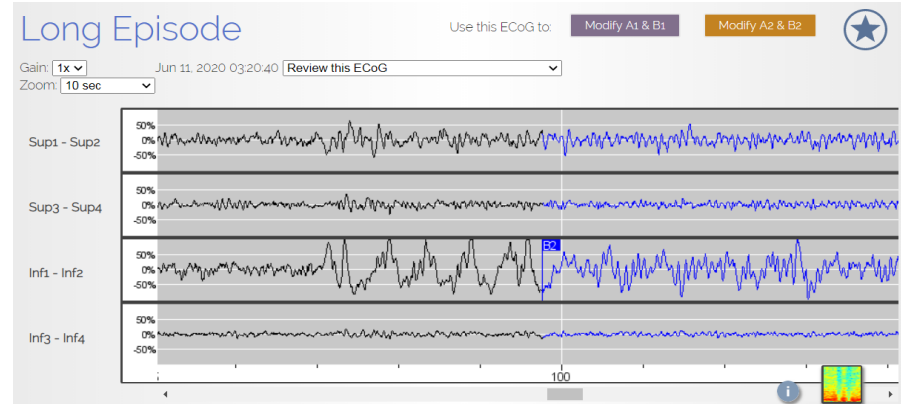 Long Episode
Use this ECoG to: Modify A1 & B1 Modify A2 & B2
Gain: 1x Jun 11, 2020 03:20:40 Review this ECoG
Zoom: 10 sec
Sup1 - Sup2
50%
0%
-50%
Sup3 - Sup4
50%
0%
-50%
B2
Inf1 - Inf2
50%
0%
-50%
Inf3 - Inf4
50%
0%
-50%
100
i